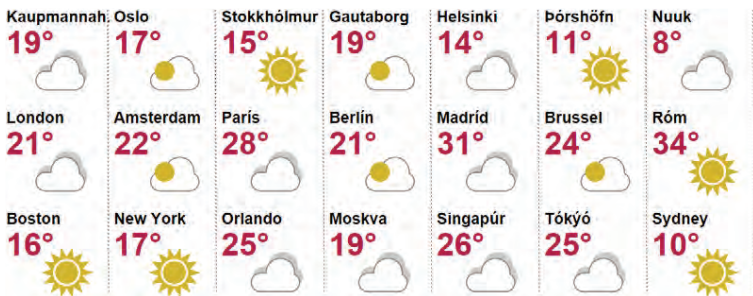 Kaupmannah. Oslo Stokkhólmur Gautaborg Helsinki Þórshöfn Nuuk
19° 17° 15° 19° 14° 11° 8°
London Amsterdam París Berlín Madríd Brussel Róm
21° 22° 28° 21° 31° 24° 34°
Boston New York Orlando Moskva Singapúr Tókýó Sydney
16° 17° 25° 19° 26° 25° 10°